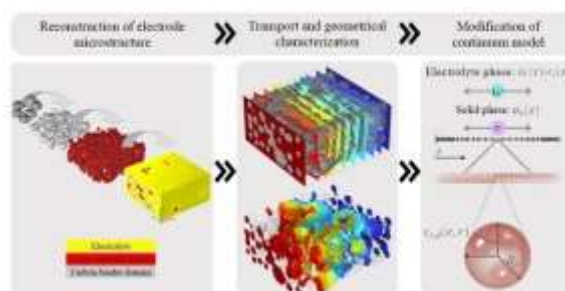 Reconstruction of electrode
microstructure
Transport and geometrical
characterization
Modification of
contiuum model
Electrolyte phase:
Solid phase:
Electrolyte
Carbon binder domain